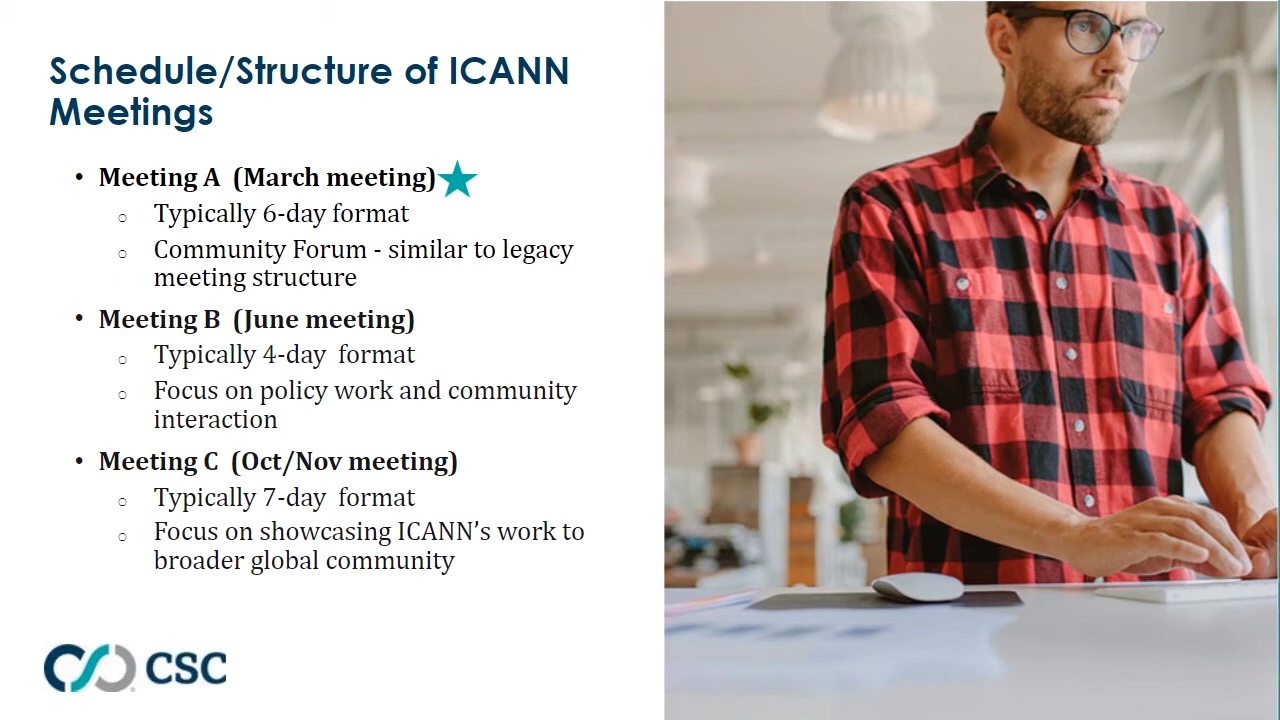 Schedule/Structure of ICANN
Meetings
• Meeting A  (March meeting)
○ Typically 6-day format
○ Community Forum - similar to legacy
meeting structure
• Meeting B  (June meeting)
○ Typically 4-day  format
○ Focus on policy work and community
interaction
• Meeting C  (Oct/Nov meeting)
○ Typically 7-day  format
○ Focus on showcasing ICANN’s work to
broader global community
CSC